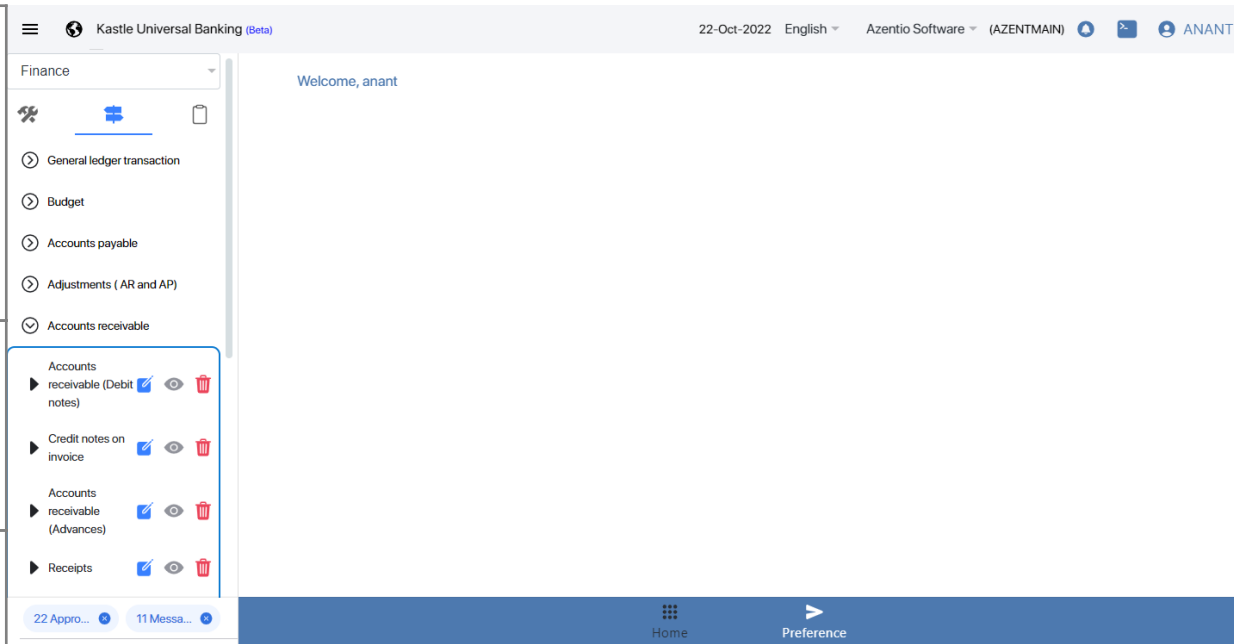 Kastle Universal Banking (Beta)
22-Oct-2022 English Azentio Software (AZENTMAIN) ANANT
Finance
Welcome, anant
General ledger transaction
Budget
Accounts payable
Adjustments ( AR and AP)
Accounts receivable
Accounts
receivable (Debit
notes)
Credit notes on
invoice
Accounts
receivable
(Advances)
Receipts
22 Appro...
11 Messa...
Home
Preference